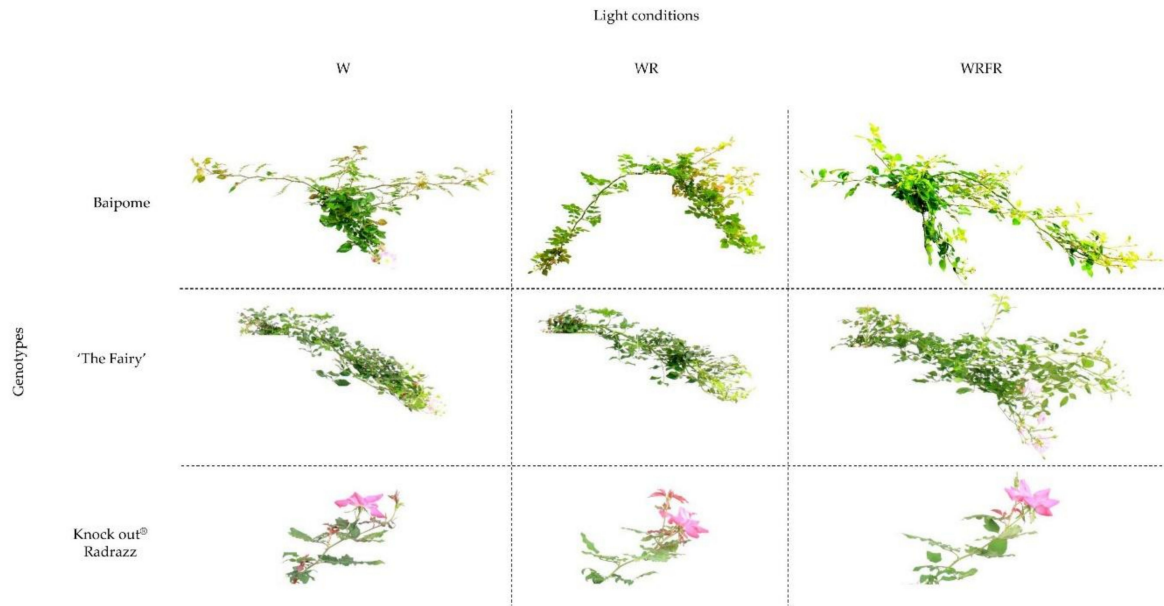 Light conditions
W
WR
WRFR
Genotypes
Baipome
‘The Fairy’
Knock out®
Radrazz